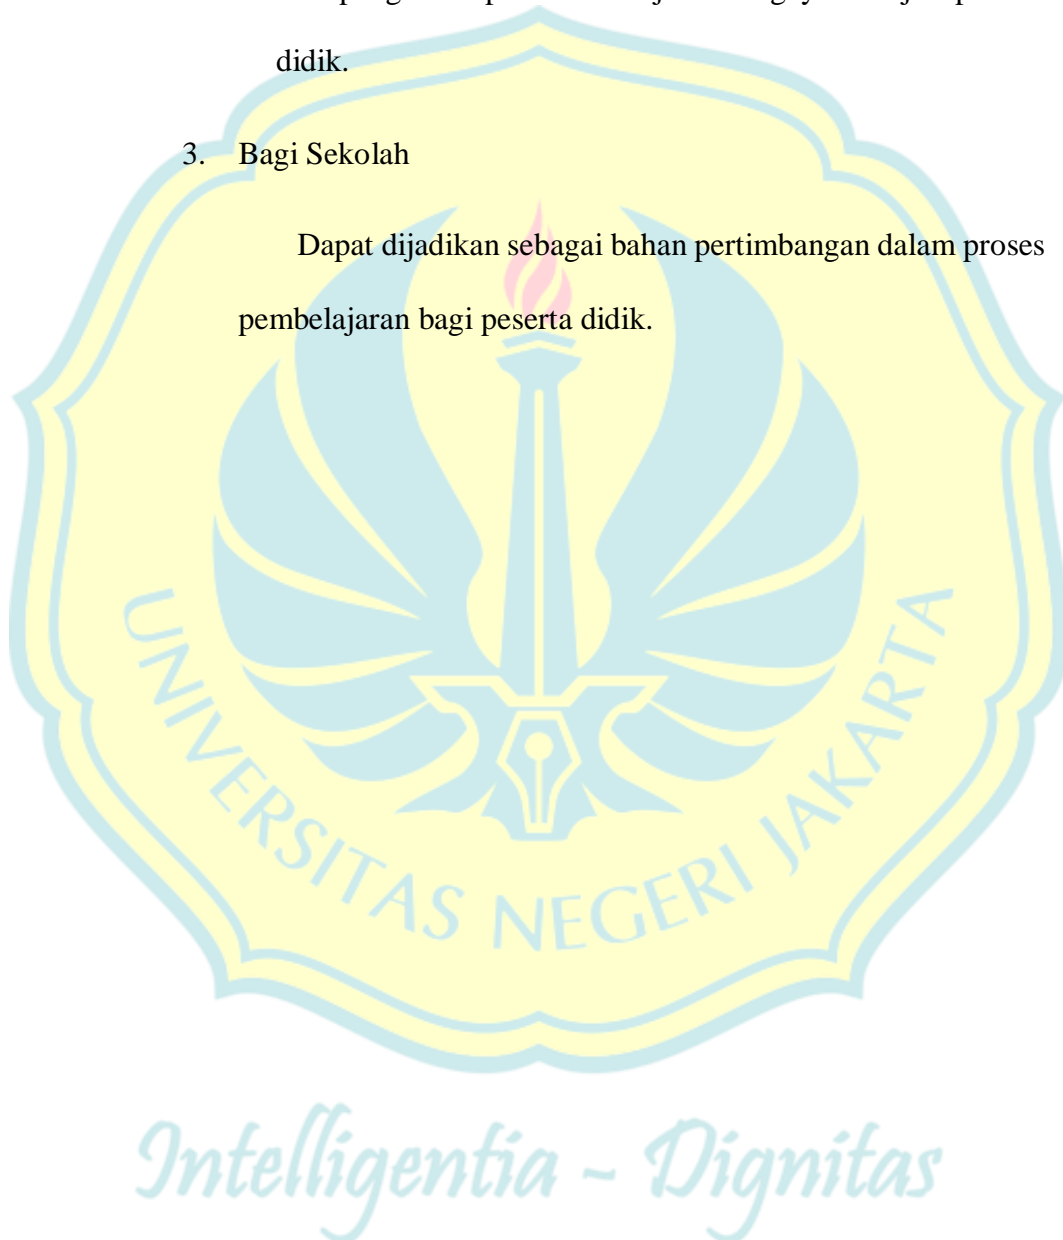 didik.
3. Bagi Sekolah
Dapat dijadikan sebagai bahan pertimbangan dalam proses
pembelajaran bagi peserta didik.
UNIVERSITAS NEGERI JAKARTA
Intelligentia - Dignitas